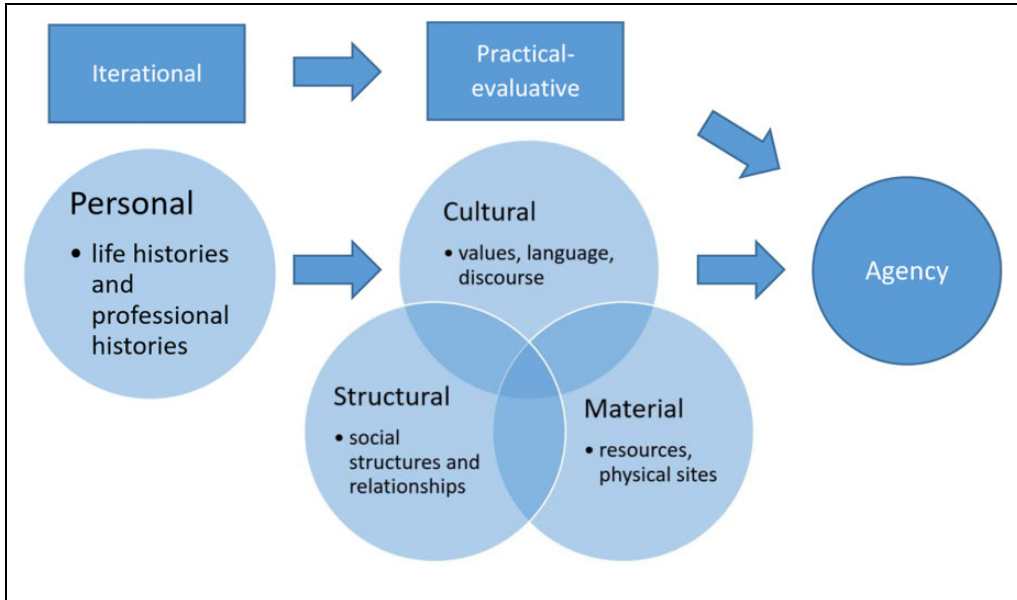 Iterational
Practical-
evaluative
Personal
• life histories
and
professional
histories
Cultural
• values, language,
discourse
Agency
Structural
• social
structures and
relationships
Material
• resources,
physical sites